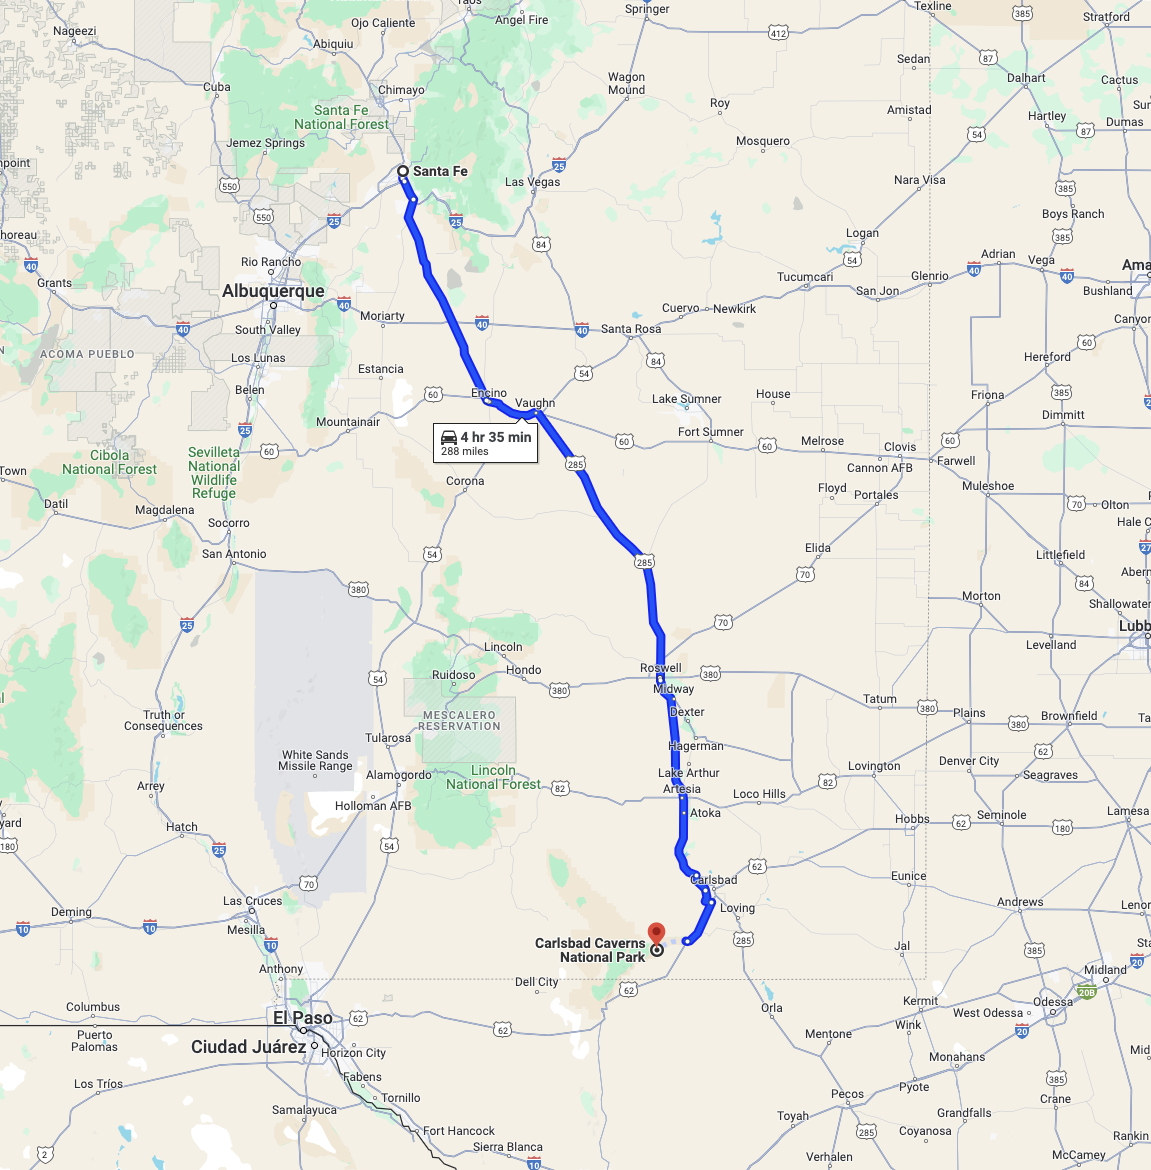 Taos
Springer
Texline
385
Stratford
Nageezi
Ojo Caliente
Angel Fire
412
Abiquiu
Sedan
87
Dalhart
Cactus
Cuba
Chimayo
Wagon
Mound
Roy
Amistad
Hartley
87
Dumas
Santa Fe
National Forest
Jemez Springs
Mosquero
54
25
Santa Fe
Las Vegas
Nara Visa
385
550
550
25
25
Boys Ranch
84
Logan
385
40
Rio Rancho
54
Adrian
Vega
Grants
Tucumcari
40
Glenrio
40
Bushland
Albuquerque
40
San Jon
Cuervo
Newkirk
Moriarty
40
40
Santa Rosa
40
South Valley
60
ACOMA PUEBLO
Los Lunas
84
Hereford
Estancia
54
Belen
60
Encino
Vaughn
Lake Sumner
House
Friona
385
Mountainair
Dimmitt
25
4 hr 35 min
288 miles
60
Fort Sumner
60
Melrose
Clovis
60
Cibola
National Forest
Sevilleta
National
Wildlife
Refuge
60
285
Cannon AFB
Farwell
Corona
Floyd
Portales
Muleshoe
Datil
Magdalena
70
Olton
Socorro
San Antonio
54
285
Elida
70
Littlefield
27
380
84
Morton
Shallowater
25
70
Levelland
Lincoln
Hondo
Ruidoso
54
380
Roswell
380
Midway
Tatum
380
Truth or
Consequences
MESCALERO
RESERVATION
Dexter
Plains
380
Brownfield
Tularosa
Hagerman
62
White Sands
Missile Range
Alamogordo
Lincoln
National Forest
Lake Arthur
Artesia
Lovington
Denver City
Seagraves
Arrey
82
82
Holloman AFB
Loco Hills
Atoka
Hobbs
62
Seminole
180
Lamesa
Hatch
180
25
54
62
70
Carlsbad
Eunice
Las Cruces
Loving
Andrews
Deming
10
10
Mesilla
10
Carlsbad Caverns
National Park
285
Jal
20
Anthony
Dell City
62
Midland
20B
Columbus
El Paso
62
62
Orla
Kermit
West Odessa
Odessa
Puerto
Palomas
Ciudad Juárez
Horizon City
Mentone
Wink
20
Monahans
Los Tríos
Fabens
Pyote
385
Tornillo
Pecos
Crane
Samalayuca
Toyah
Grandfalls
Fort Hancock
285
Coyanosa
2
Sierra Blanca
Rankin
10
Verhalen
McCamey